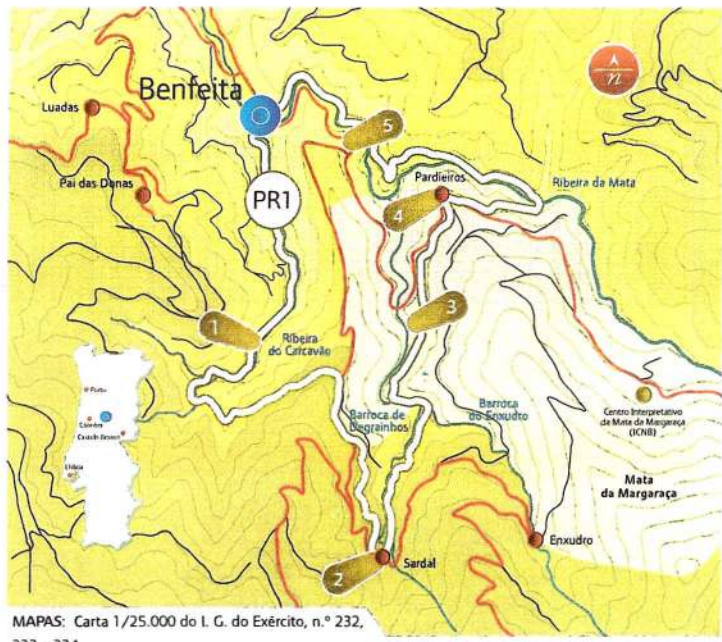 Benfeita
Luadas
n
5
Pai das Donas
Pardieiros
Ribeira da Mata
PR1
4
3
1
Ribeira
do Carcavão
Barroca de
Degrainhos
Barroca
do Enxudro
Centro Interpretativo
da Mata da Margaraça
(ICNB)
Coimbra
Castelo Branco
Lisboa
Mata
da Margaraça
Enxudro
Sardal
2
MAPAS: Carta 1/25.000 do I. G. do Exército, n.º 232,